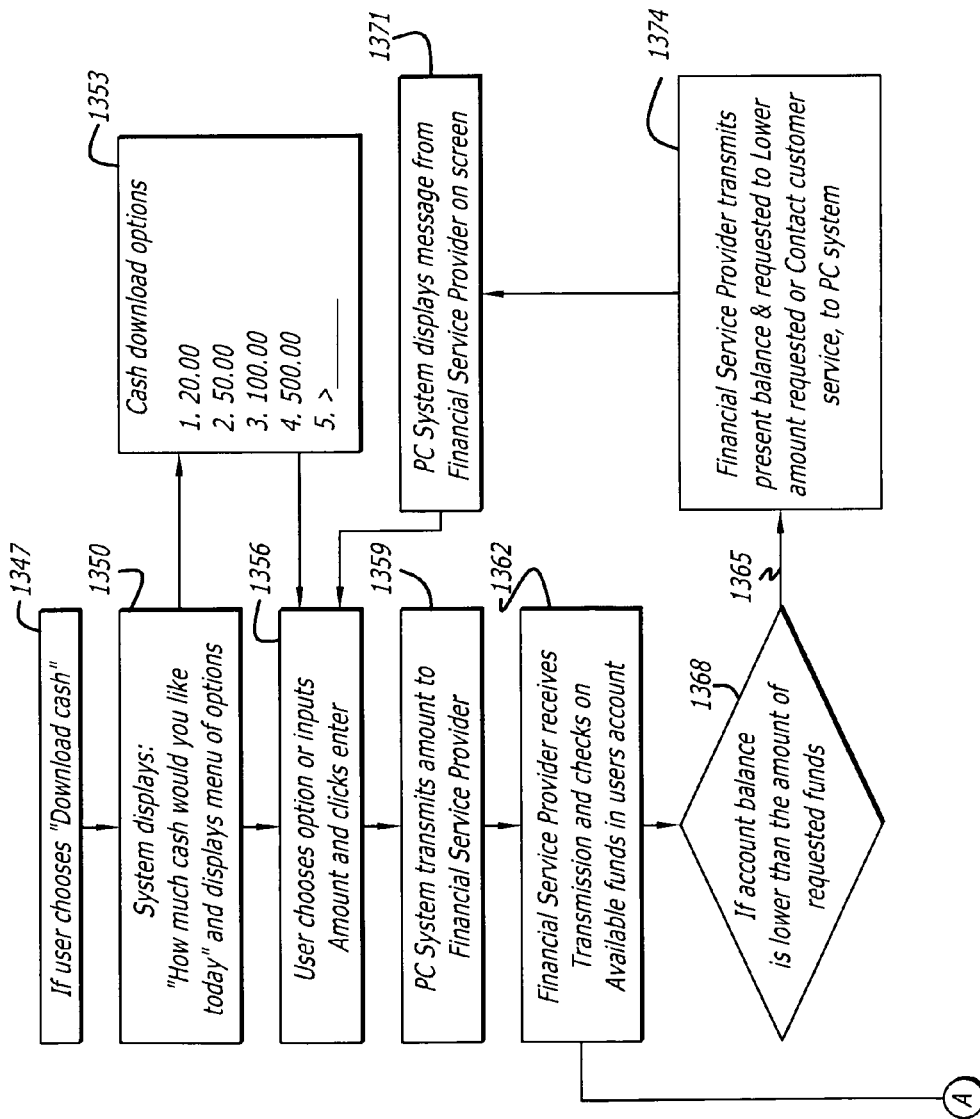 1347
If user chooses "Download cash"
1350
System displays:
"How much cash would you like
today" and displays menu of options
1353
Cash download options
1. 20.00
2. 50.00
3. 100.00
4. 500.00
5. >
1356
User chooses option or inputs
Amount and clicks enter
1371
PC System displays message from
Financial Service Provider on screen
1359
PC System transmits amount to
Financial Service Provider
1362
Financial Service Provider receives
Transmission and checks on
Available funds in users account
1365
1368
If account balance
is lower than the amount of
requested funds
1374
Financial Service Provider transmits
present balance & requested to Lower
amount requested or Contact customer
service, to PC system
A